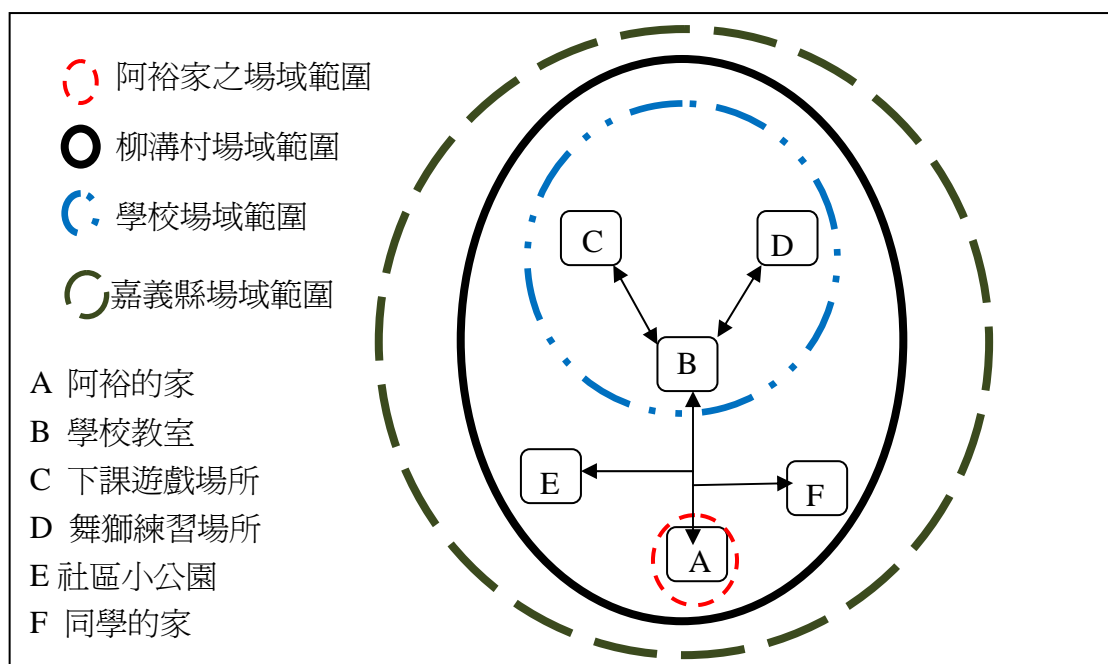 阿裕家之場域範圍
柳溝村場域範圍
學校場域範圍
嘉義縣場域範圍
A 阿裕的家
B 學校教室
C 下課遊戲場所
D 舞獅練習場所
E 社區小公園
F 同學的家
C
D
B
E
F
A